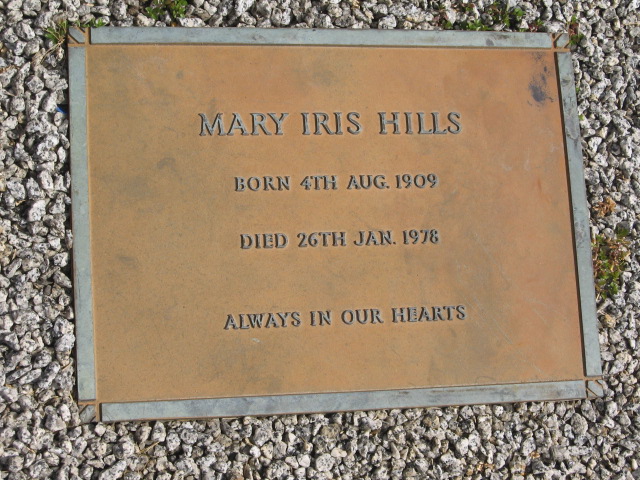 MARY IRIS HILLS
BORN 4TH AUG. 1909
DIED 26TH JAN. 1978
ALWAYS IN OUR HEARTS